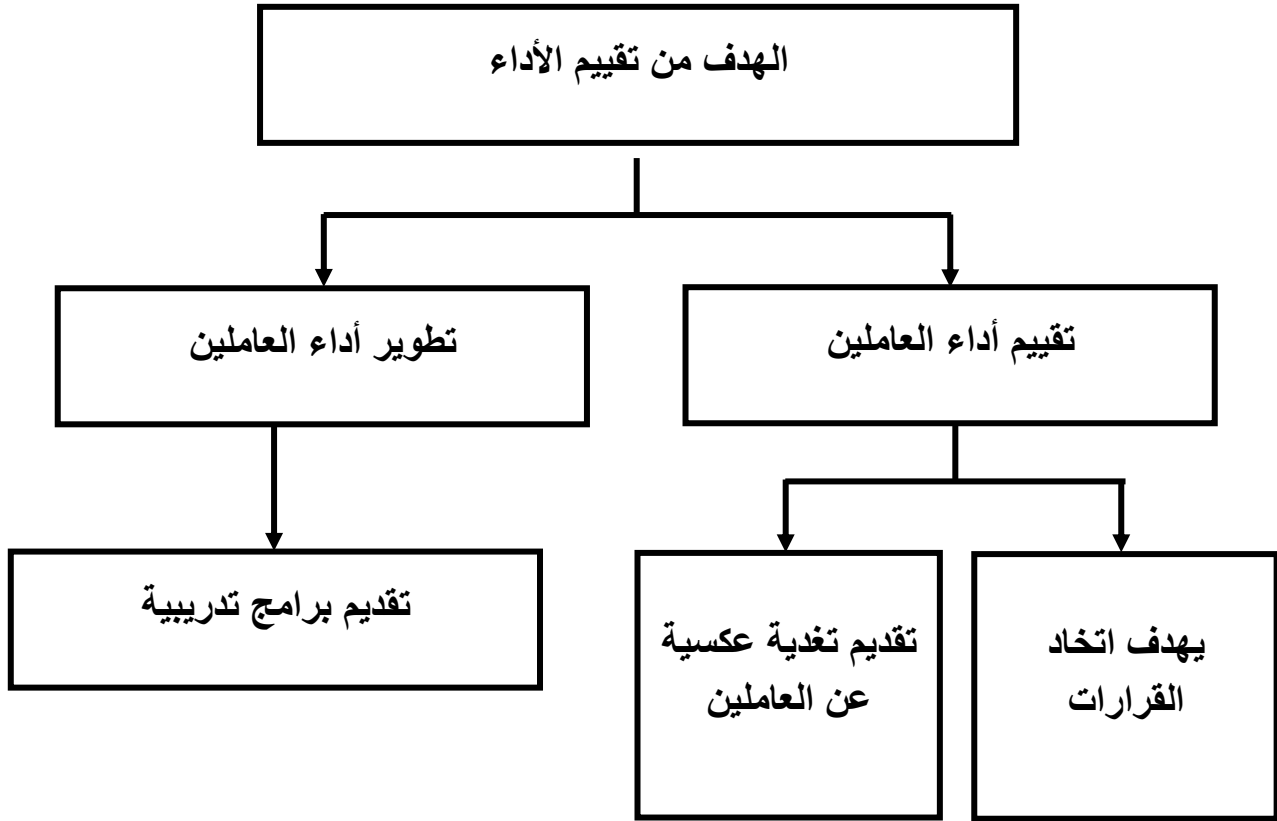 الهدف من تقييم الأداء
تقييم أداء العاملين
تطوير أداء العاملين
يهدف اتخاد
القرارات
تقديم تغدية عكسية
عن العاملين
تقديم برامج تدريبية